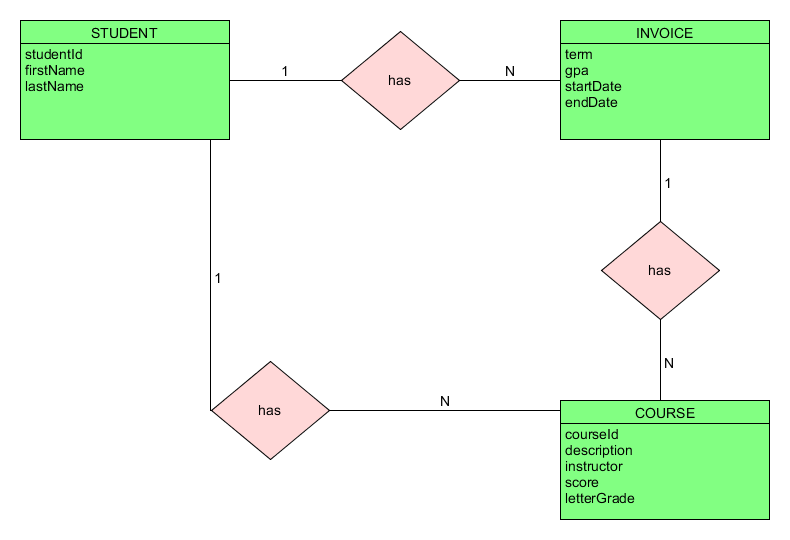 STUDENT
studentId
firstName
lastName
1
has
N
INVOICE
term
gpa
startDate
endDate
1
has
N
1
has
N
COURSE
courseId
description
instructor
score
letterGrade